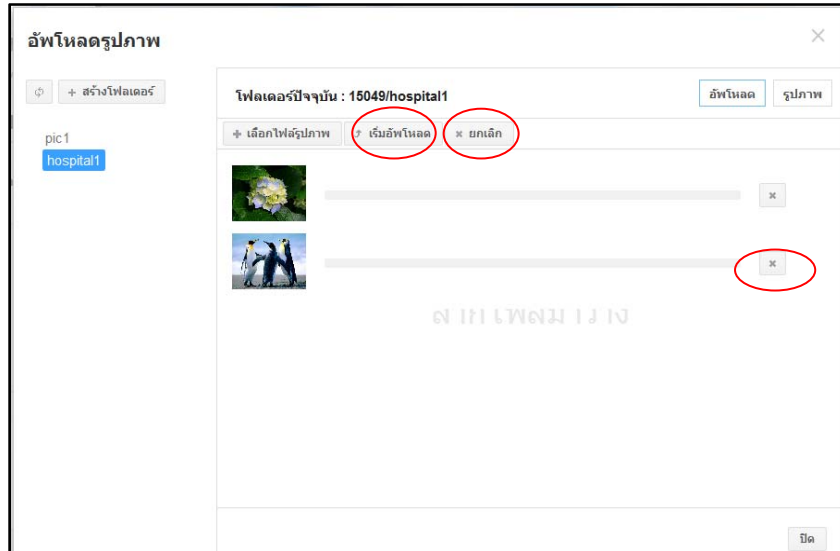 อัพโหลดรูปภาพ
+ สร้างโฟลเดอร์
pic1
hospital1
โฟลเดอร์ปัจจุบัน : 15049/hospital1
อัพโหลด
รูปภาพ
+ เลือกไฟล์รูปภาพ
เริ่มอัพโหลด
ยกเลิก
ปิด